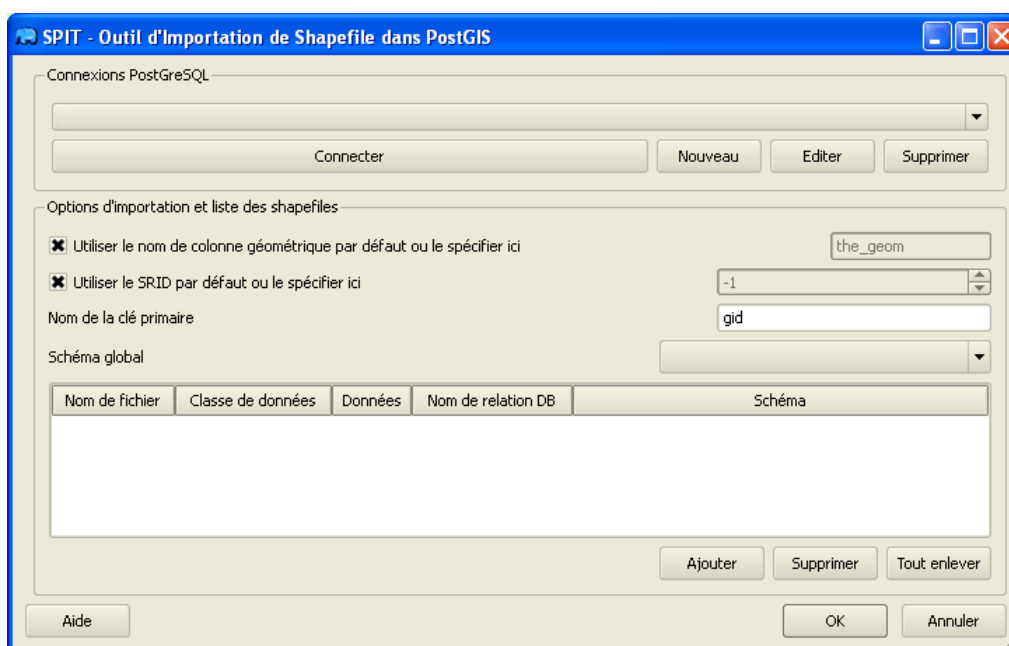 SPIT - Outil d'Importation de Shapefile dans PostGIS
Connexions PostGreSQL
Connecter
Nouveau
Editer
Supprimer
Options d'importation et liste des shapefiles
Utiliser le nom de colonne géométrique par défaut ou le spécifier ici
the_geom
Utiliser le SRID par défaut ou le spécifier ici
-1
Nom de la clé primaire
gid
Schéma global
Nom de fichier
Classe de données
Données
Nom de relation DB
Schéma
Ajouter
Supprimer
Tout enlever
Aide
OK
Annuler